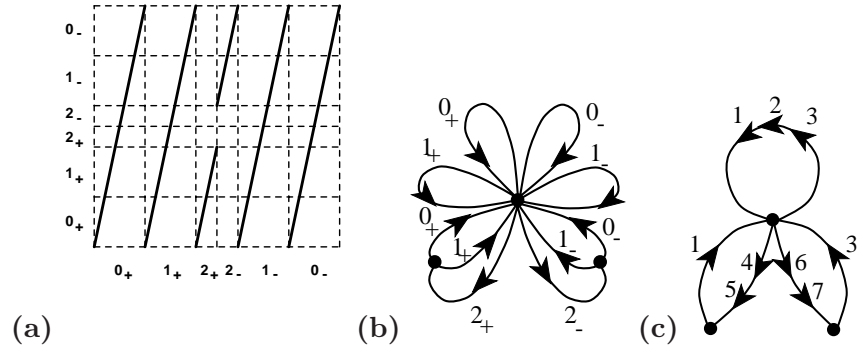 0-
1-
2-
2+
1+
0+
0+ 1+ 2+ 2- 1- 0-
(a)
0+ 0-
1+ 1-
0+ 0-
1+ 1-
2+ 2-
(b)
1 2 3
1 4 6 3
5 7
(c)